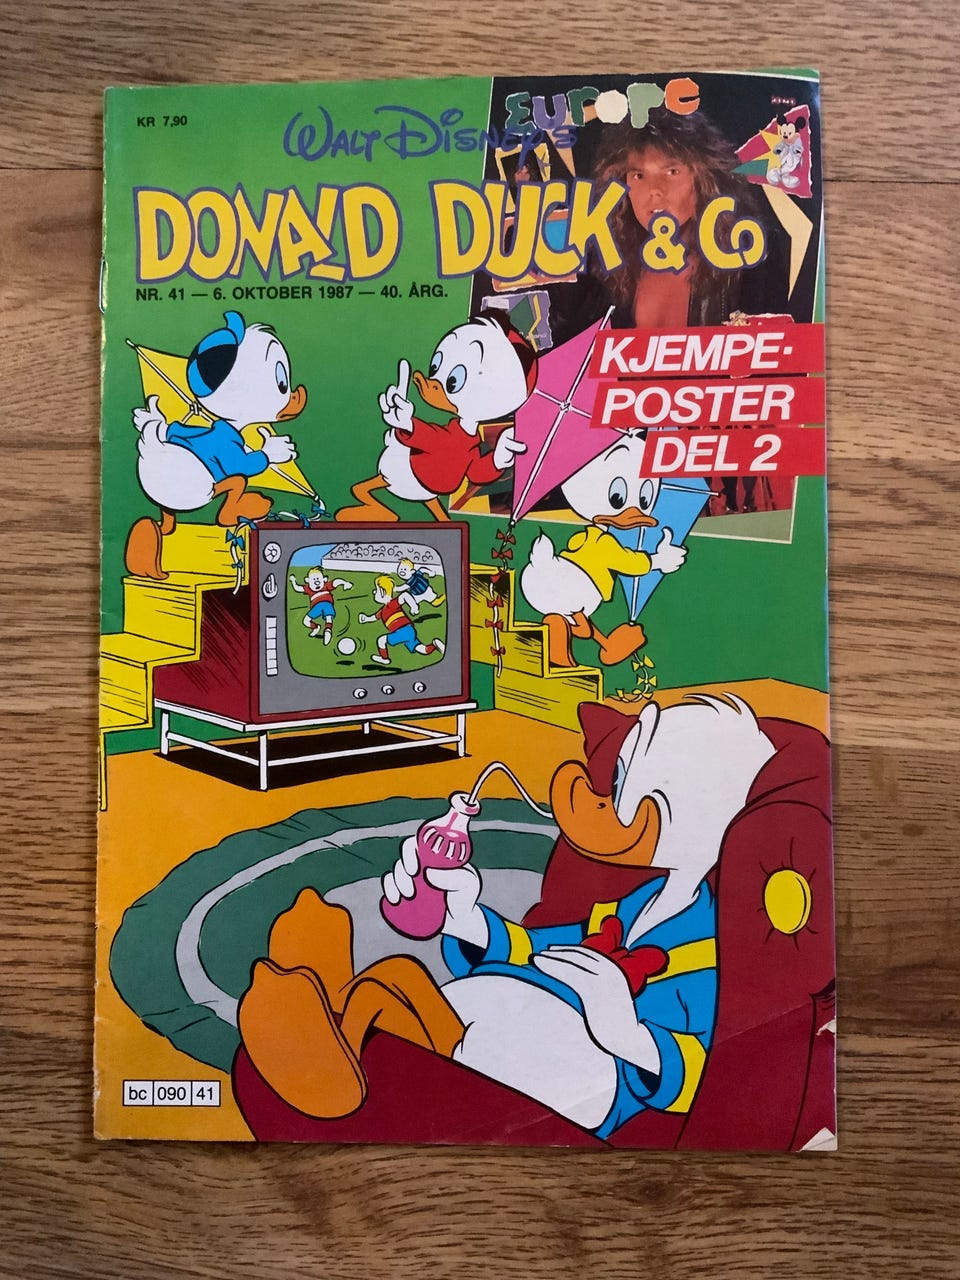 KR 7,90
Europe
Walt Disney's
DONALD DUCK & Co
NR. 41 — 6. OKTOBER 1987 — 40. ÅRG.
KJEMPE-
POSTER
DEL 2
bc 090 41